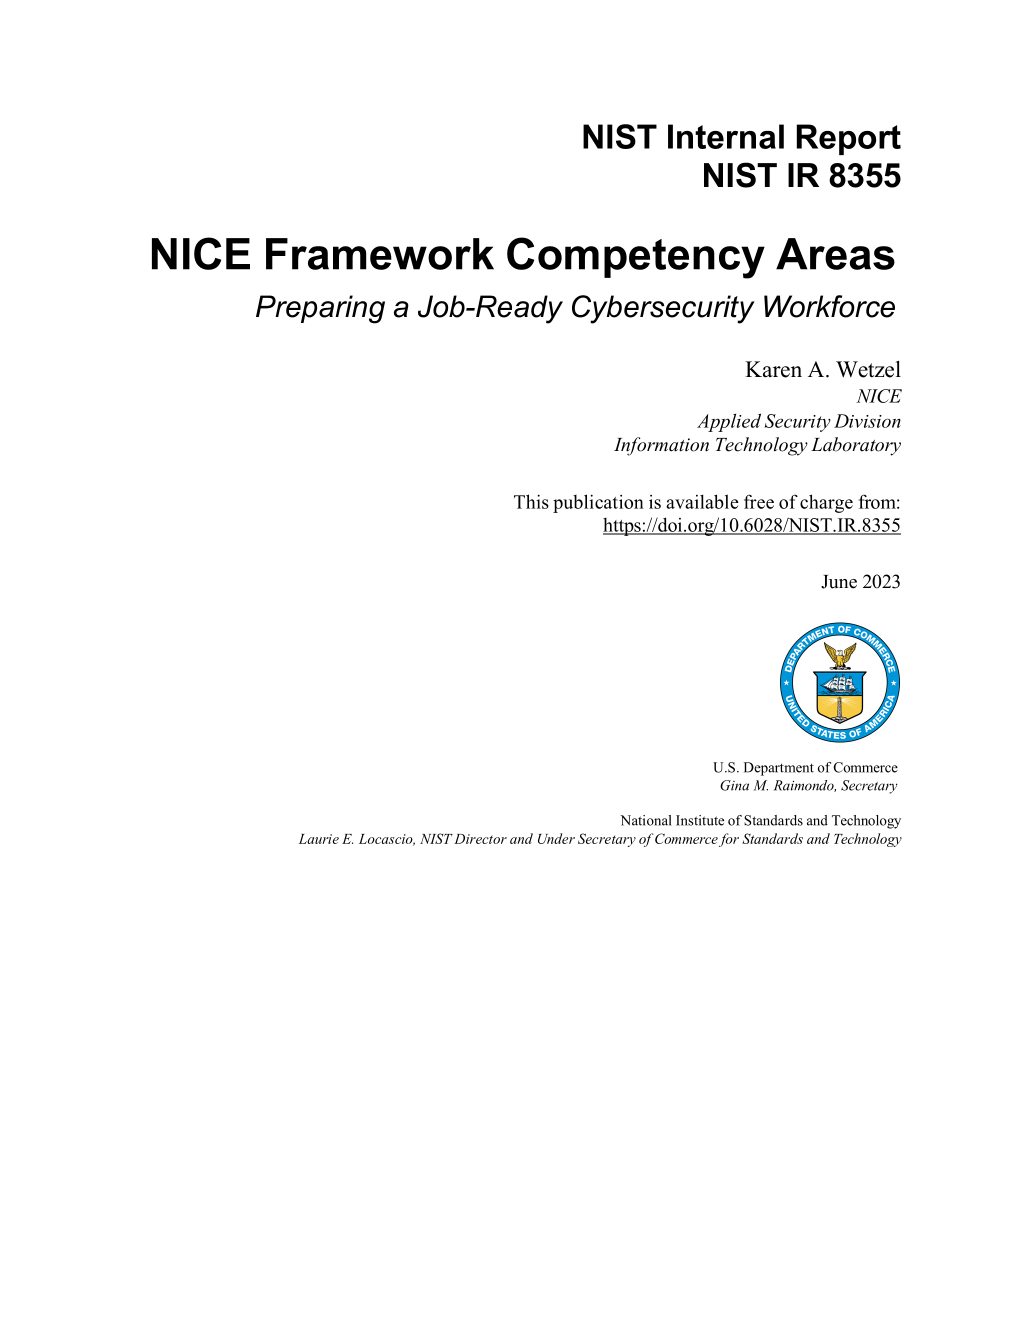 NIST Internal Report
NIST IR 8355
NICE Framework Competency Areas
Preparing a Job-Ready Cybersecurity Workforce
Karen A. Wetzel
NICE
Applied Security Division
Information Technology Laboratory
This publication is available free of charge from:
https://doi.org/10.6028/NIST.IR.8355
June 2023
DEPARTMENT OF COMMERCE
UNITED STATES OF AMERICA
U.S. Department of Commerce
Gina M. Raimondo, Secretary
National Institute of Standards and Technology
Laurie E. Locascio, NIST Director and Under Secretary of Commerce for Standards and Technology